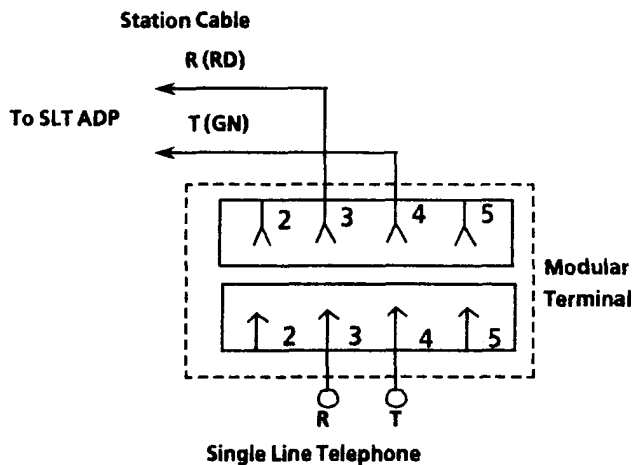 Station Cable
R (RD)
To SLT ADP
T (GN)
2 3 4 5
Modular
Terminal
2 3 4 5
R T
Single Line Telephone